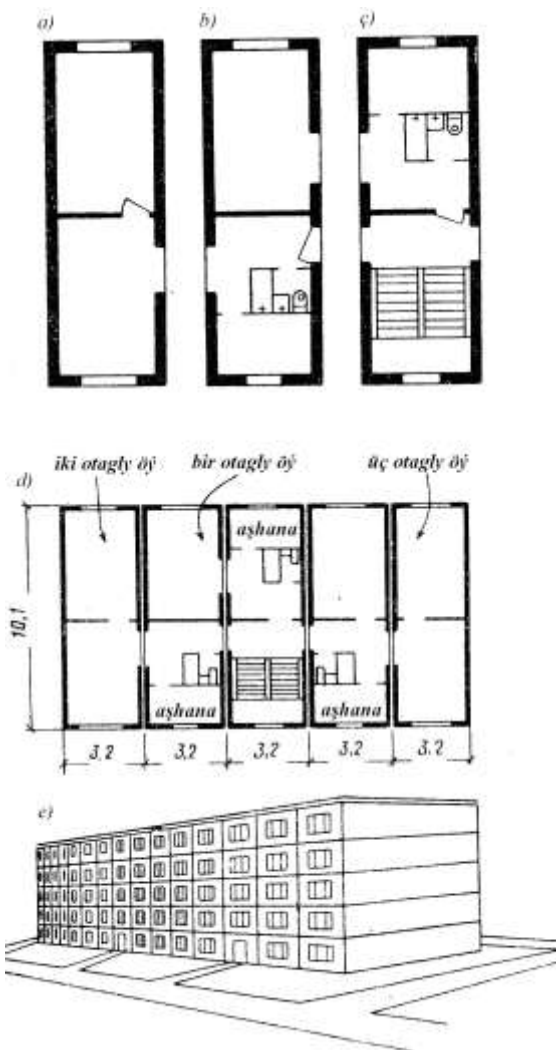 a)
b)
ç)
iki otagly öý
bir otagly öý
üç otagly öý
d)
aşhana
10,1
aşhana
aşhana
3,2
3,2
3,2
3,2
3,2
e)